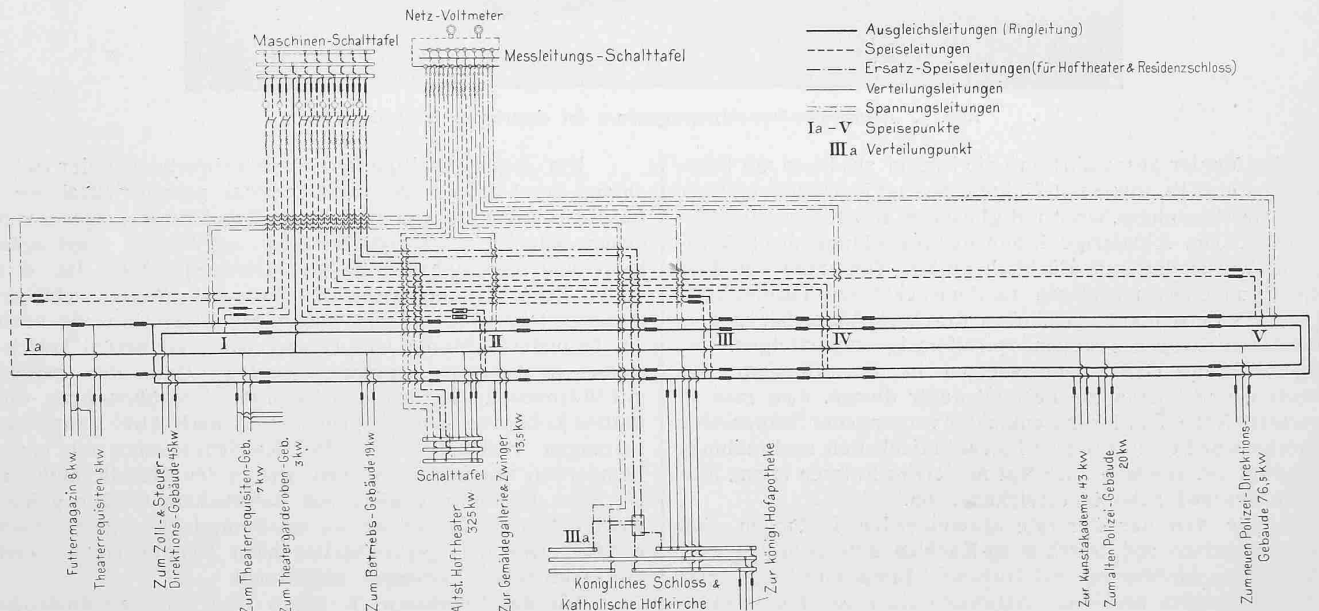 Netz-Voltmeter
Maschinen-Schalttafel
Messleitungs-Schalttafel
Ausgleichsleitungen (Ringleitung)
Speiseleitungen
Ersatz-Speiseleitungen (für Hoftheater & Residenzschloss)
Verteilungsleitungen
Spannungsleitungen
Ia-V Speisepunkte
IIIa Verteilungpunkt
Ia
I
II
III
IV
V
Futtermagazin 8 kw
Theaterrequisiten 5 kw
Zum Zoll-& Steuer
Direktions-Gebäude 45 kw
Zum Theaterrequisiten-Geb.
7 kw
Zum Theatergarderoben-Geb.
3 kw
Zum Betriebs-Gebäude 19 kw
Schalttafel
Altst. Hoftheater
325 kw
Zur Gemäldegallerie & Zwinger
13,5 kw
IIIa
Königliches Schloss &
Katholische Hofkirche
Zur königl. Hofapotheke
Zur Kunstakademie 43 kw
Zum alten Polizei-Gebäude
20 kw
Zum neuen Polizei-Direktions-
Gebäude 76,5 kw